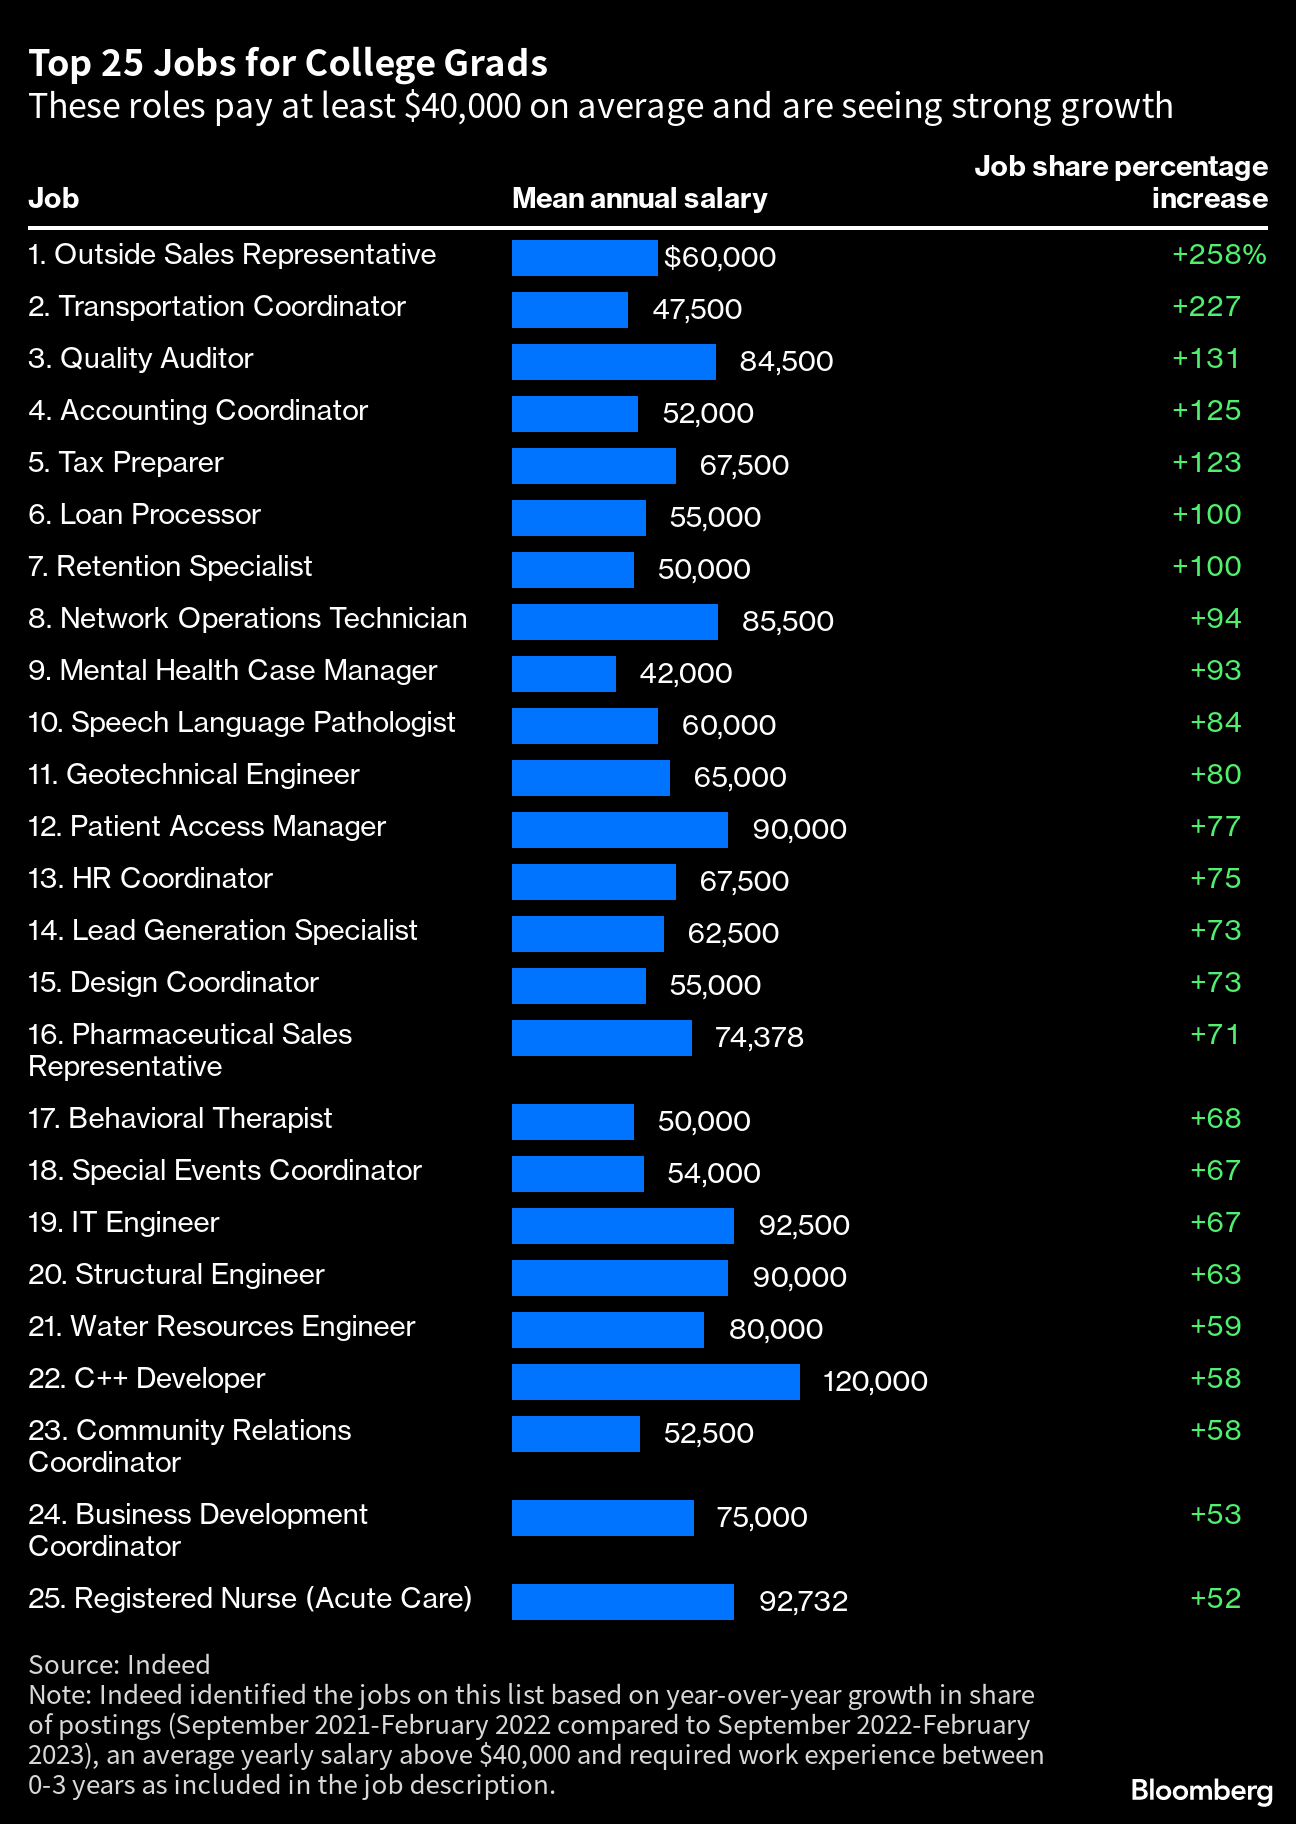 Top 25 Jobs for College Grads
These roles pay at least $40,000 on average and are seeing strong growth
Job share percentage
Job Mean annual salary increase
1. Outside Sales Representative $60,000 +258%
2. Transportation Coordinator 47,500 +227
3. Quality Auditor 84,500 +131
4. Accounting Coordinator 52,000 +125
5. Tax Preparer 67,500 +123
6. Loan Processor 55,000 +100
7. Retention Specialist 50,000 +100
8. Network Operations Technician 85,500 +94
9. Mental Health Case Manager 42,000 +93
10. Speech Language Pathologist 60,000 +84
11. Geotechnical Engineer 65,000 +80
12. Patient Access Manager 90,000 +77
13. HR Coordinator 67,500 +75
14. Lead Generation Specialist 62,500 +73
15. Design Coordinator 55,000 +73
16. Pharmaceutical Sales 74,378 +71
Representative
17. Behavioral Therapist 50,000 +68
18. Special Events Coordinator 54,000 +67
19. IT Engineer 92,500 +67
20. Structural Engineer 90,000 +63
21. Water Resources Engineer 80,000 +59
22. C++ Developer 120,000 +58
23. Community Relations 52,500 +58
Coordinator
24. Business Development 75,000 +53
Coordinator
25. Registered Nurse (Acute Care) 92,732 +52
Source: Indeed
Note: Indeed identified the jobs on this list based on year-over-year growth in share
of postings (September 2021-February 2022 compared to September 2022-February
2023), an average yearly salary above $40,000 and required work experience between
0-3 years as included in the job description.
Bloomberg